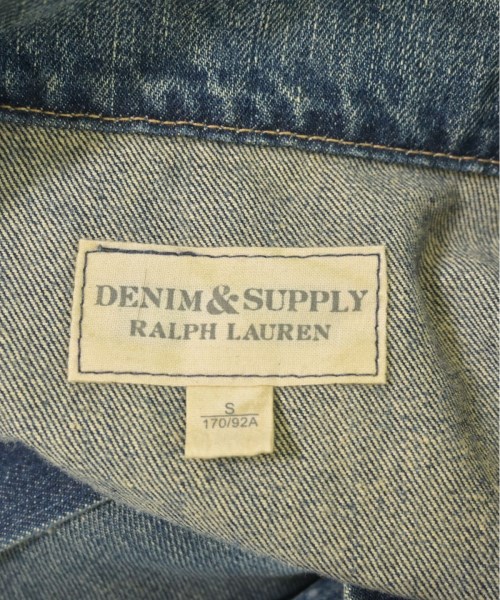 DENIM & SUPPLY
RALPH LAUREN
S
170/92A